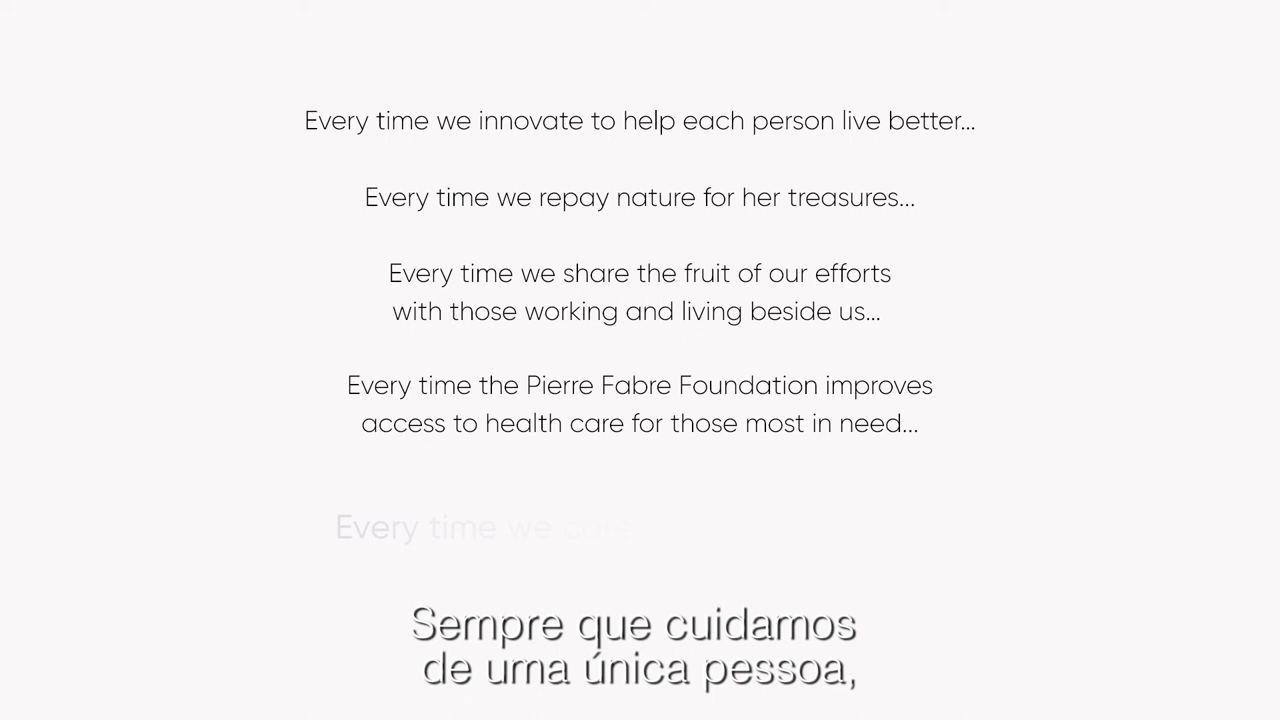 Every time we innovate to help each person live better...
Every time we repay nature for her treasures...
Every time we share the fruit of our efforts
with those working and living beside us...
Every time the Pierre Fabre Foundation improves
access to health care for those most in need...
Every time we care
Sempre que cuidamos
de uma única pessoa,